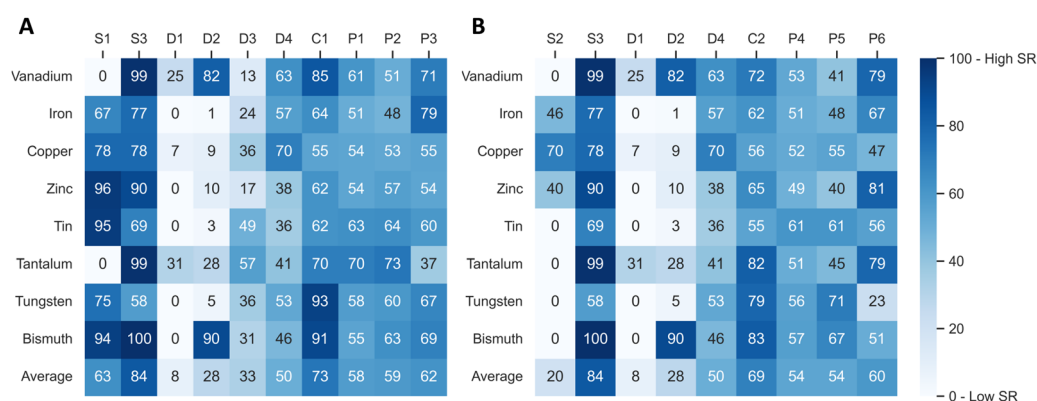 A
S1 S3 D1 D2 D3 D4 C1 P1 P2 P3
Vanadium 0 99 25 82 13 63 85 61 51 71
Iron 67 77 0 1 24 57 64 51 48 79
Copper 78 78 7 9 36 70 55 54 53 55
Zinc 96 90 0 10 17 38 62 54 57 54
Tin 95 69 0 3 49 36 62 63 64 60
Tantalum 0 99 31 28 57 41 70 70 73 37
Tungsten 75 58 0 5 36 53 93 58 60 67
Bismuth 94 100 0 90 31 46 91 55 63 69
Average 63 84 8 28 33 50 73 58 59 62
B
S2 S3 D1 D2 D4 C2 P4 P5 P6
Vanadium 0 99 25 82 63 72 53 41 79
Iron 46 77 0 1 57 62 51 48 67
Copper 70 78 7 9 70 56 52 55 47
Zinc 40 90 0 10 38 65 49 40 81
Tin 0 69 0 3 36 55 61 61 56
Tantalum 0 99 31 28 41 82 51 45 79
Tungsten 0 58 0 5 53 79 56 71 23
Bismuth 0 100 0 90 46 83 57 67 51
Average 20 84 8 28 50 69 54 54 60
100 - High SR
80
60
40
20
0 - Low SR